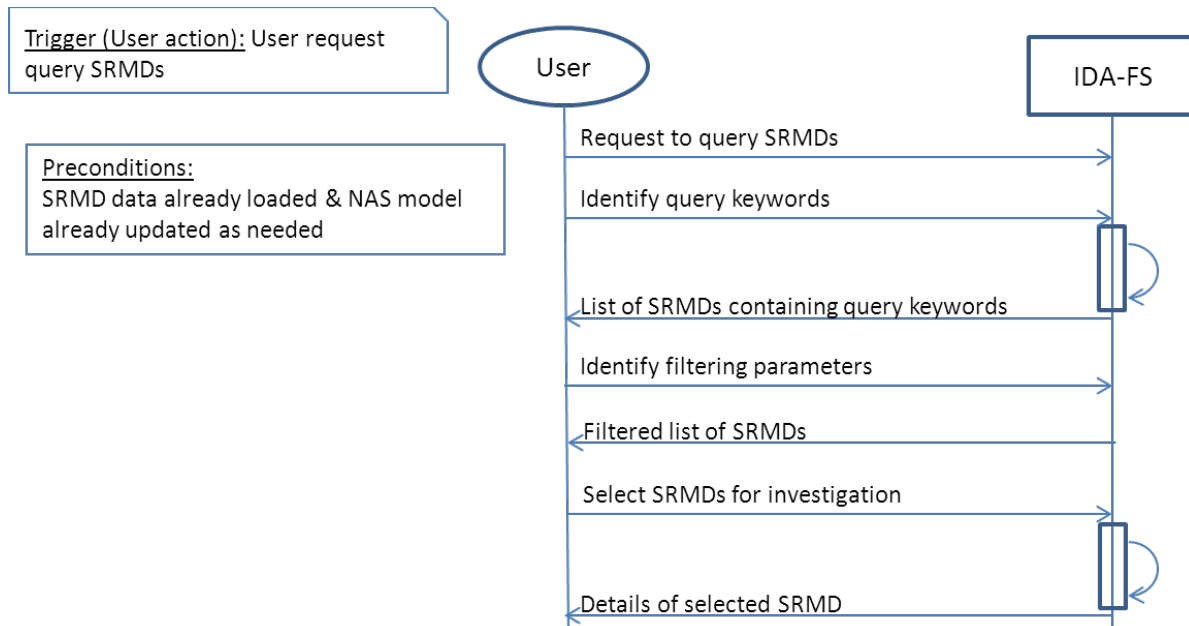 Trigger (User action): User request
query SRMDs
User
IDA-FS
Preconditions:
SRMD data already loaded & NAS model
already updated as needed
Request to query SRMDs
Identify query keywords
List of SRMDs containing query keywords
Identify filtering parameters
Filtered list of SRMDs
Select SRMDs for investigation
Details of selected SRMD